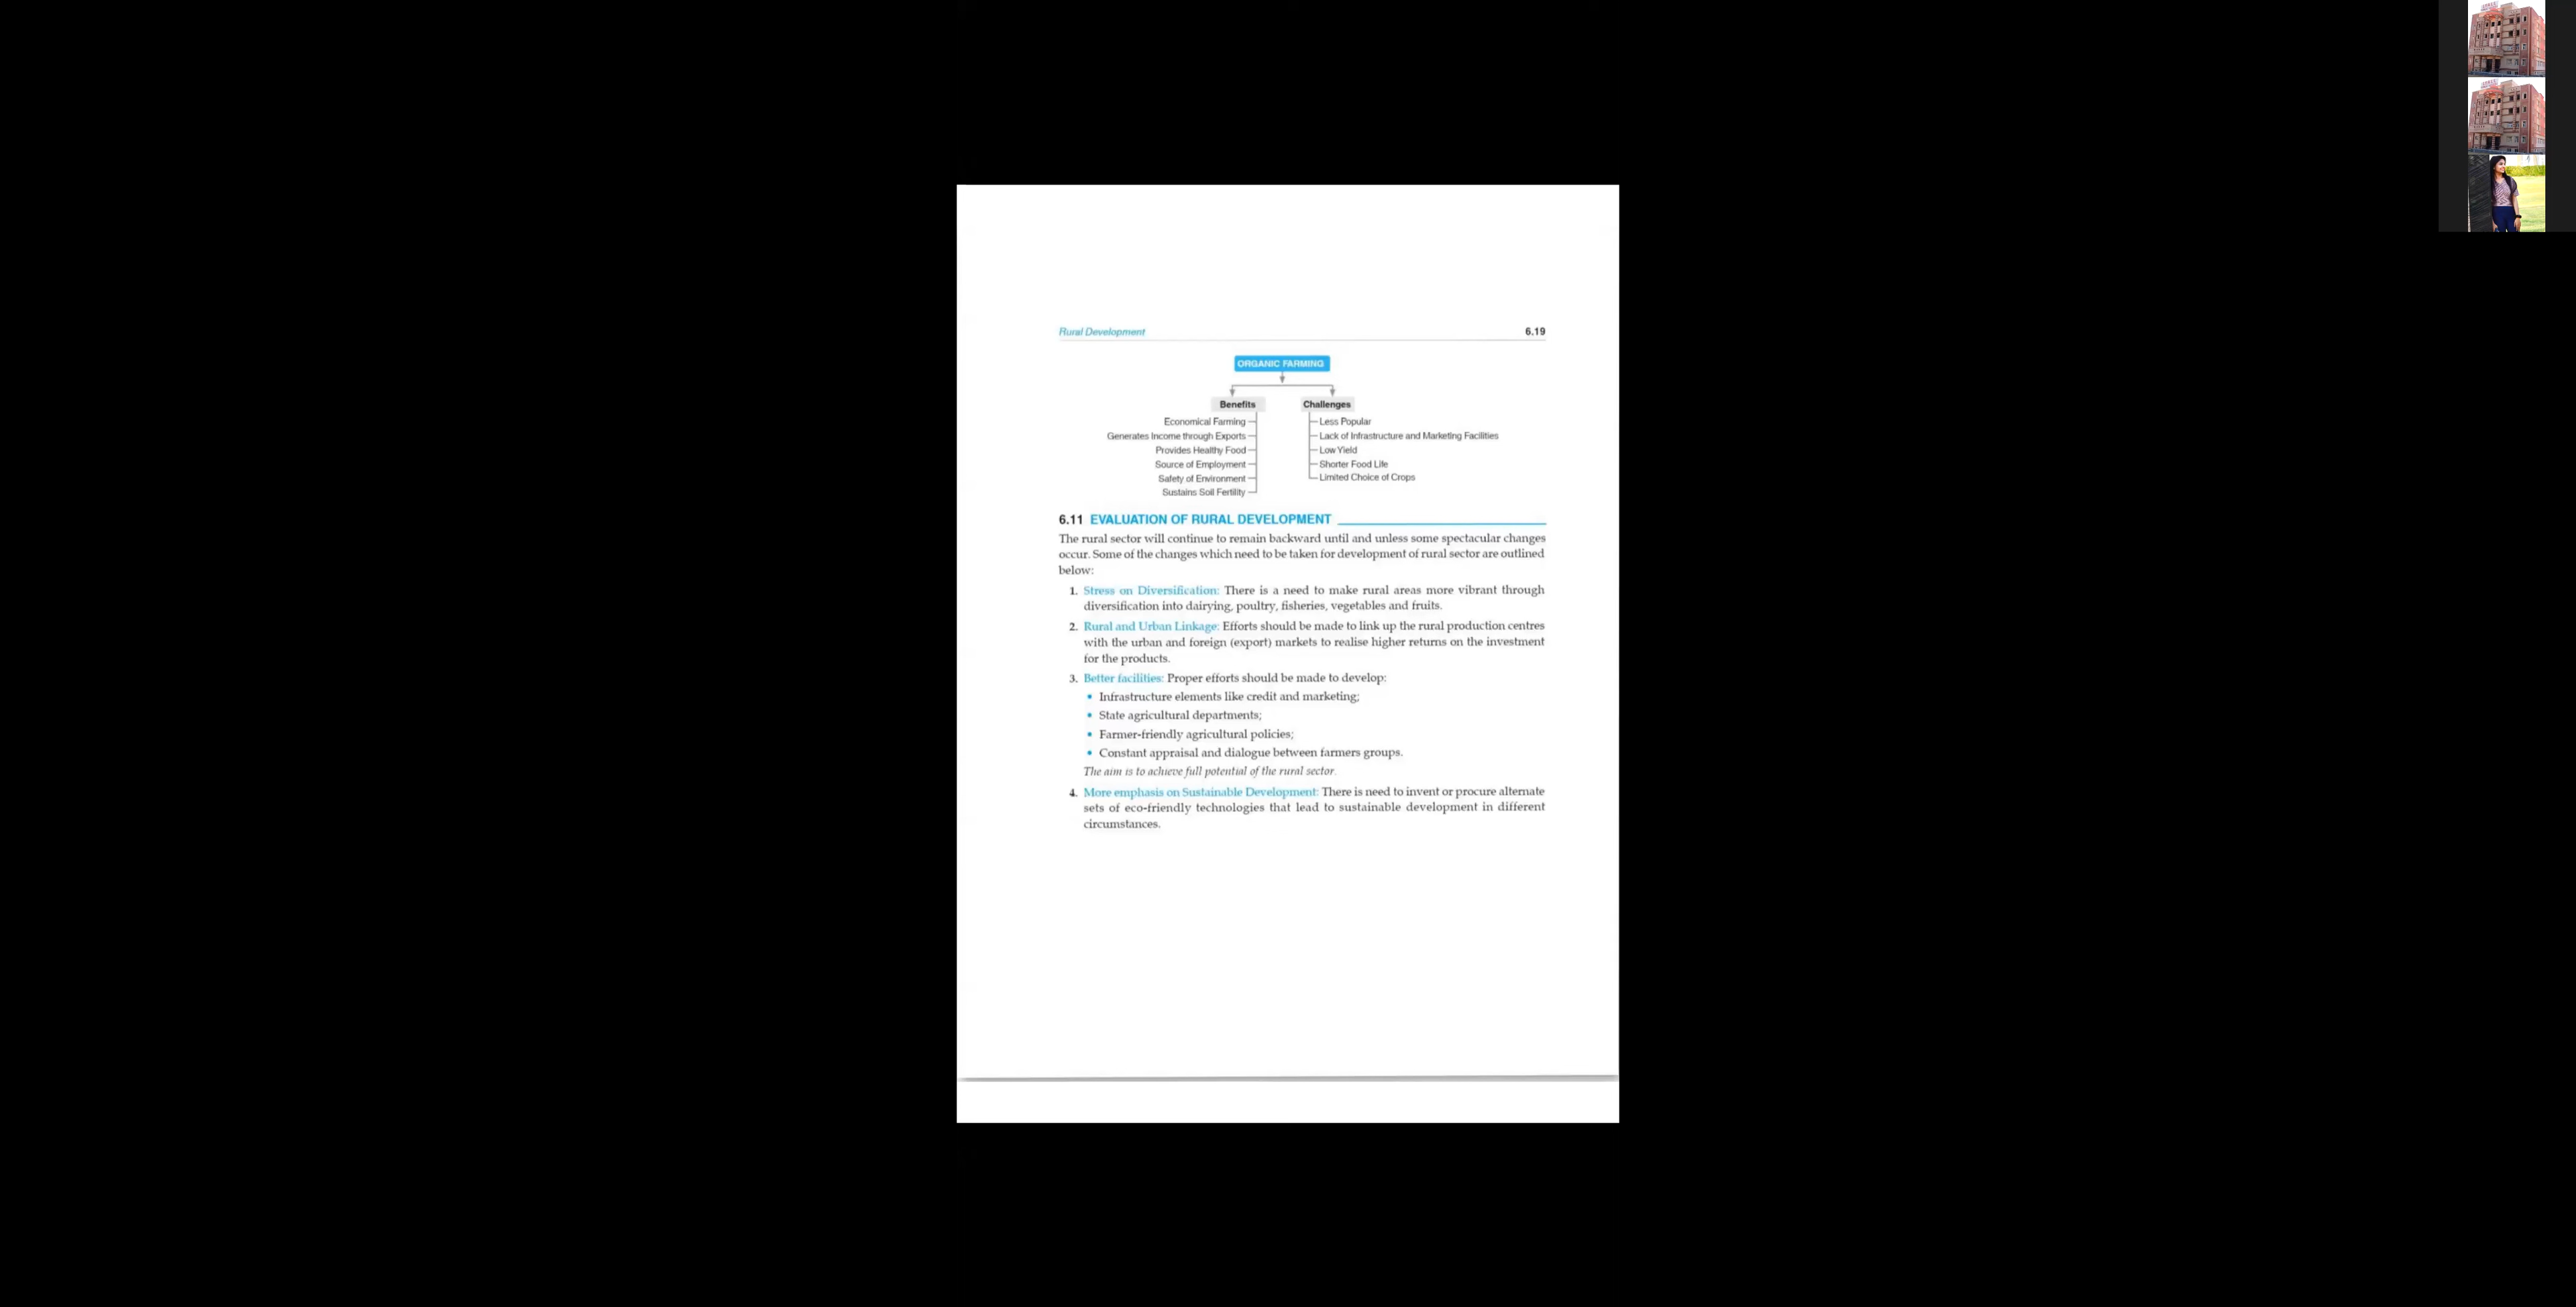 Rural Development
6.19
ORGANIC FARMING
Benefits
Economical Farming
Generates Income through Exports
Provides Healthy Food
Source of Employment
Safety of Environment
Sustains Soil Fertility
Challenges
Less Popular
Lack of Infrastructure and Marketing Facilities
Low Yield
Shorter Food Life
Limited Choice of Crops
6.11 EVALUATION OF RURAL DEVELOPMENT
The rural sector will continue to remain backward until and unless some spectacular changes
occur. Some of the changes which need to be taken for development of rural sector are outlined
below:
1. Stress on Diversification: There is a need to make rural areas more vibrant through
diversification into dairying, poultry, fisheries, vegetables and fruits.
2. Rural and Urban Linkage: Efforts should be made to link up the rural production centres
with the urban and foreign (export) markets to realise higher returns on the investment
for the products.
3. Better facilities: Proper efforts should be made to develop:
• Infrastructure elements like credit and marketing;
• State agricultural departments;
• Farmer-friendly agricultural policies;
• Constant appraisal and dialogue between farmers groups.
The aim is to achieve full potential of the rural sector.
4. More emphasis on Sustainable Development: There is need to invent or procure alternate
sets of eco-friendly technologies that lead to sustainable development in different
circumstances.